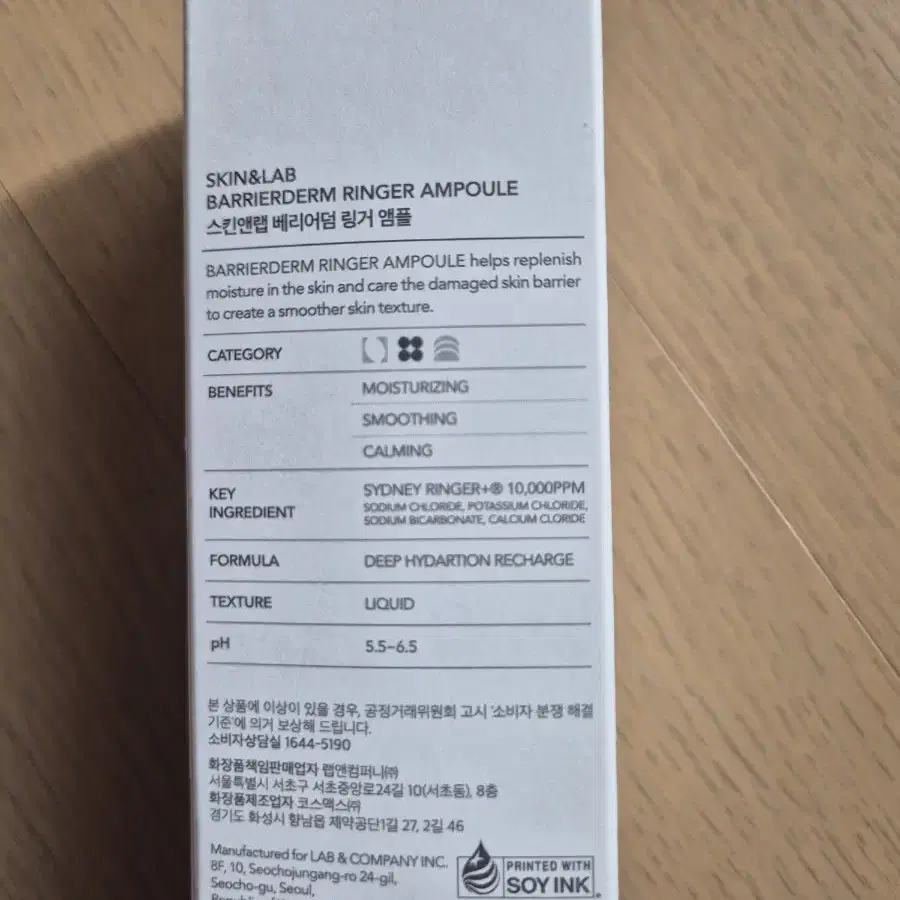 SKIN&LAB
BARRIERDERM RINGER AMPOULE
스킨앤랩 베리어덤 링거 앰플
BARRIERDERM RINGER AMPOULE helps replenish
moisture in the skin and care the damaged skin barrier
to create a smoother skin texture.
CATEGORY
BENEFITS MOISTURIZING
SMOOTHING
CALMING
KEY INGREDIENT SYDNEY RINGER+® 10,000PPM
SODIUM CHLORIDE, POTASSIUM CHLORIDE,
SODIUM BICARBONATE, CALCIUM CLORIDE
FORMULA DEEP HYDARTION RECHARGE
TEXTURE LIQUID
pH 5.5–6.5
본 상품에 이상이 있을 경우, 공정거래위원회 고시 '소비자 분쟁 해결
기준'에 의거 보상해 드립니다.
소비자상담실 1644-5190
화장품책임판매업자 랩앤컴퍼니㈜
서울특별시 서초구 서초중앙로24길 10(서초동), 8층
화장품제조업자 코스맥스㈜
경기도 화성시 향남읍 제약공단1길 27, 2길 46
Manufactured for LAB & COMPANY INC.
8F, 10, Seochojungang-ro 24-gil,
Seocho-gu, Seoul,
PRINTED WITH
SOY INK